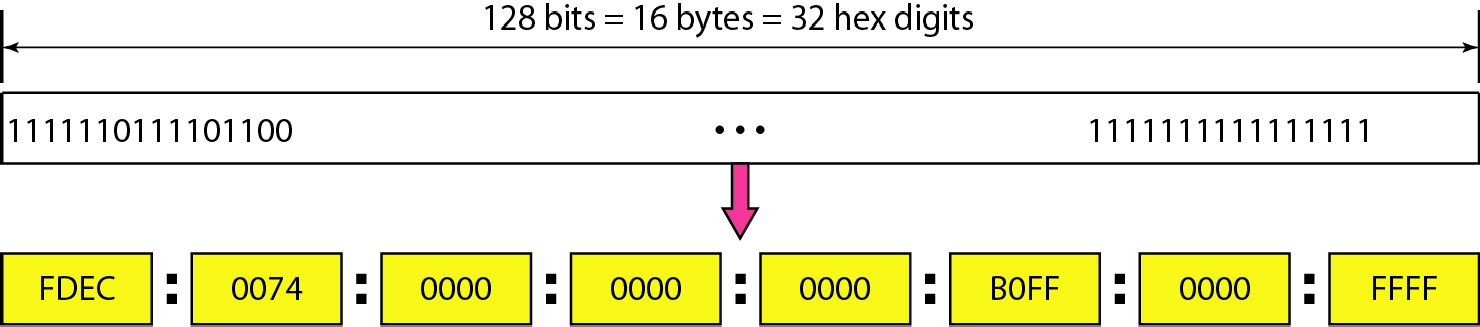 128 bits = 16 bytes = 32 hex digits
1111110111101100 • • • 1111111111111111
FDEC : 0074 : 0000 : 0000 : 0000 : B0FF : 0000 : FFFF